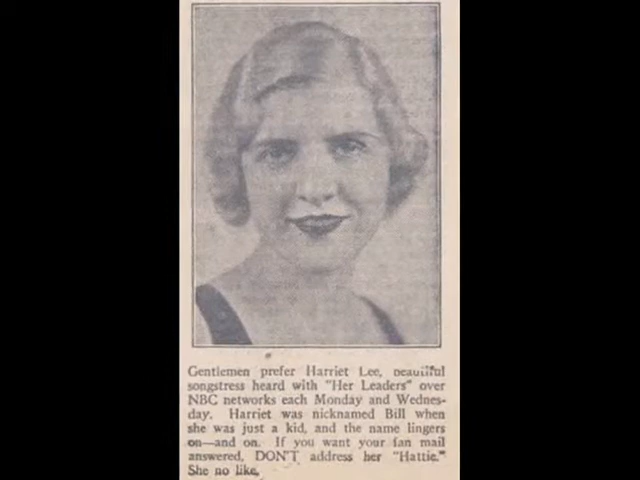 Gentlemen prefer Harriet Lee, beautiful
songstress heard with "Her Leaders" over
NBC networks each Monday and Wednes-
day. Harriet was nicknamed Bill when
she was just a kid, and the name lingers
on—and on. If you want your fan mail
answered, DON'T address her "Hattie."
She no like.